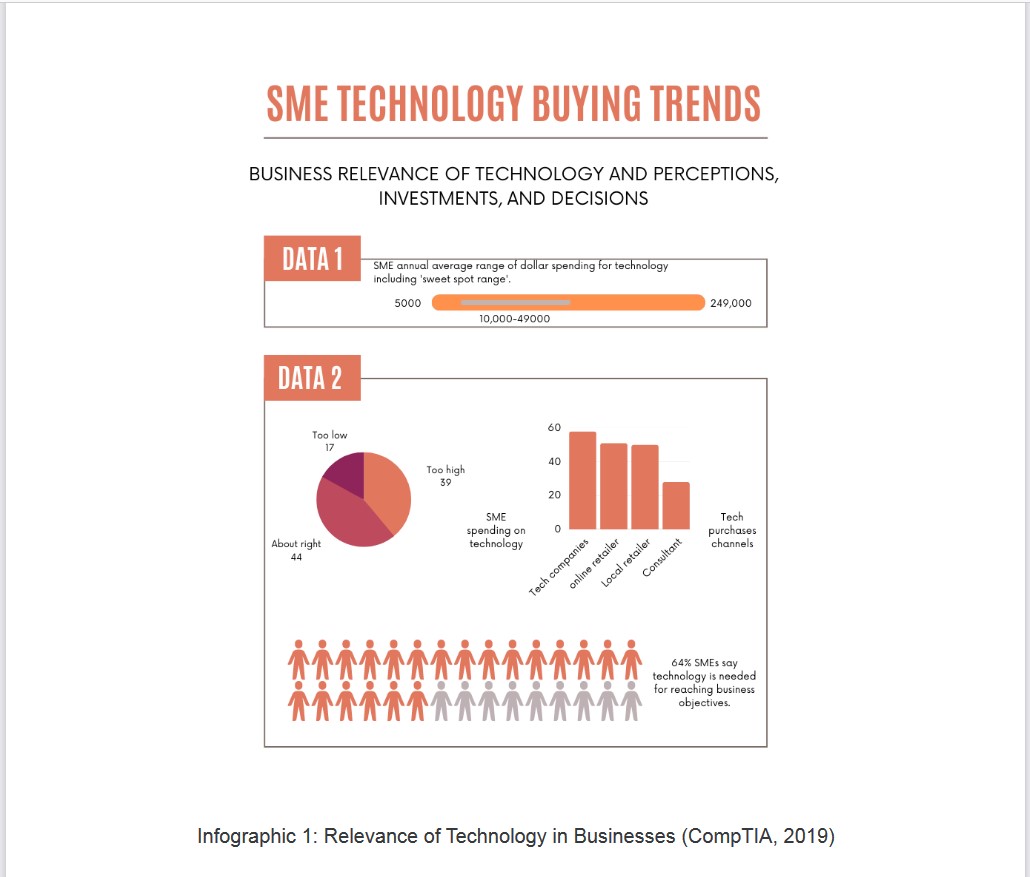 SME TECHNOLOGY BUYING TRENDS
BUSINESS RELEVANCE OF TECHNOLOGY AND PERCEPTIONS,
INVESTMENTS, AND DECISIONS
DATA 1
SME annual average range of dollar spending for technology
including 'sweet spot range'.
5000
249,000
10,000-49000
DATA 2
Too low
17
Too high
39
About right
44
SME
spending on
technology
60
40
20
0
Tech companies
online retailer
Local retailer
Consultant
Tech
purchases
channels
64% SMEs say
technology is needed
for reaching business
objectives.
Infographic 1: Relevance of Technology in Businesses (CompTIA, 2019)